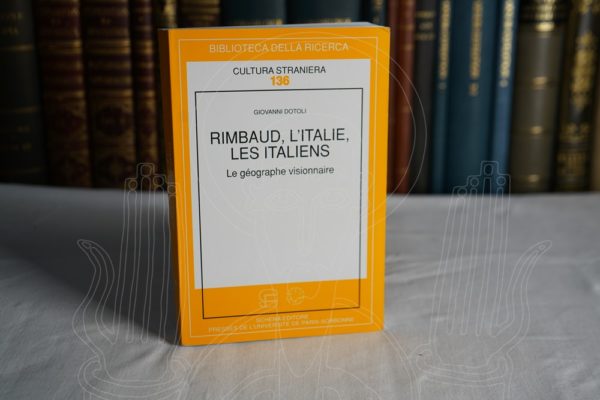 BIBLIOTECA DELLA RICERCA
CULTURA STRANIERA
136
GIOVANNI DOTOLI
RIMBAUD, L'ITALIE,
LES ITALIENS
Le géographe visionnaire
SCHENA EDITORE
PRESSES DE L'UNIVERSITÉ DE PARIS-SORBONNE